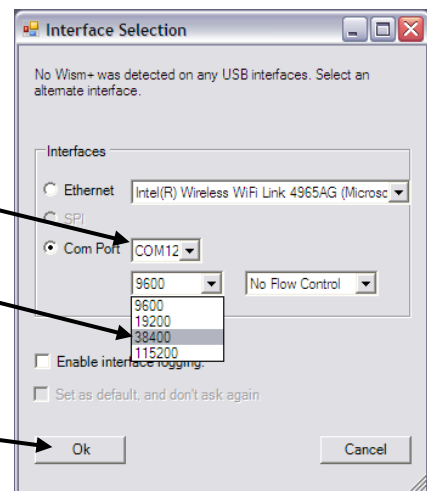 Interface Selection
No Wism+ was detected on any USB interfaces. Select an
alternate interface.
Interfaces
Ethernet Intel(R) Wireless WiFi Link 4965AG (Microsc
SPI
Com Port COM12
9600 No Flow Control
9600
19200
38400
115200
Enable interface logging.
Set as default, and don't ask again
Ok Cancel